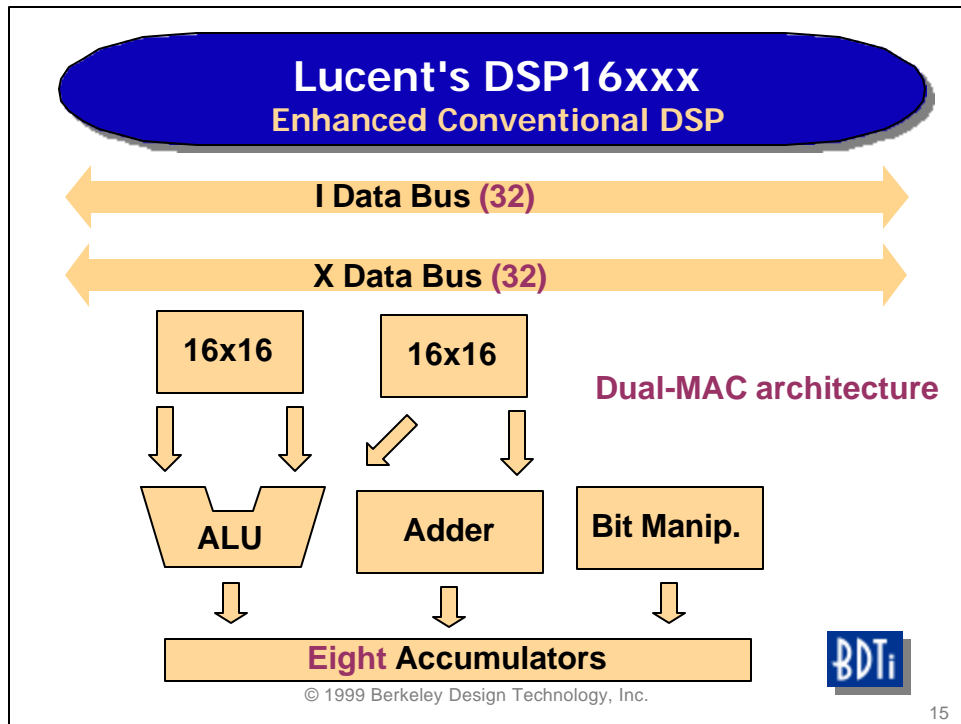 Lucent's DSP16xxx
Enhanced Conventional DSP
I Data Bus (32)
X Data Bus (32)
16x16
16x16
Dual-MAC architecture
ALU
Adder
Bit Manip.
Eight Accumulators
BDTi
© 1999 Berkeley Design Technology, Inc.
15